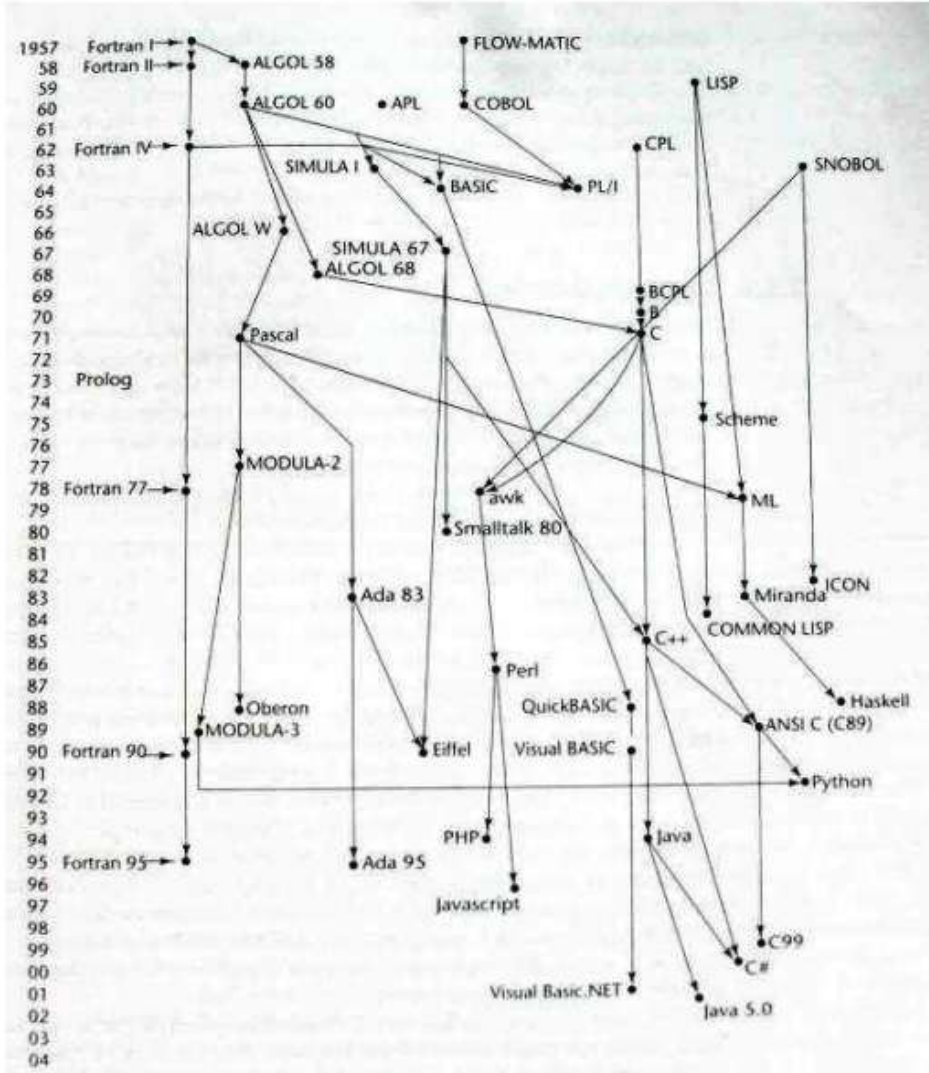 1957 Fortran I FLOW-MATIC
58 Fortran II ALGOL 58
59 LISP
60 ALGOL 60 APL COBOL
61
62 Fortran IV CPL
63 SIMULA I SNOBOL
64 BASIC PL/I
65
66 ALGOL W
67 SIMULA 67
68 ALGOL 68
69 BCPL
70 B
71 Pascal C
72
73 Prolog
74
75 Scheme
76
77 MODULA-2
78 Fortran 77 awk ML
79
80 Smalltalk 80
81
82 ICON
83 Ada 83 Miranda
84 COMMON LISP
85 C++
86 Perl
87
88 Oberon QuickBASIC Haskell
89 MODULA-3 ANSI C (C89)
90 Fortran 90 Eiffel Visual BASIC
91 Python
92
93
94 PHP Java
95 Fortran 95 Ada 95
96 Javascript
97
98
99 C99
00 C#
01 Visual Basic.NET Java 5.0
02
03
04